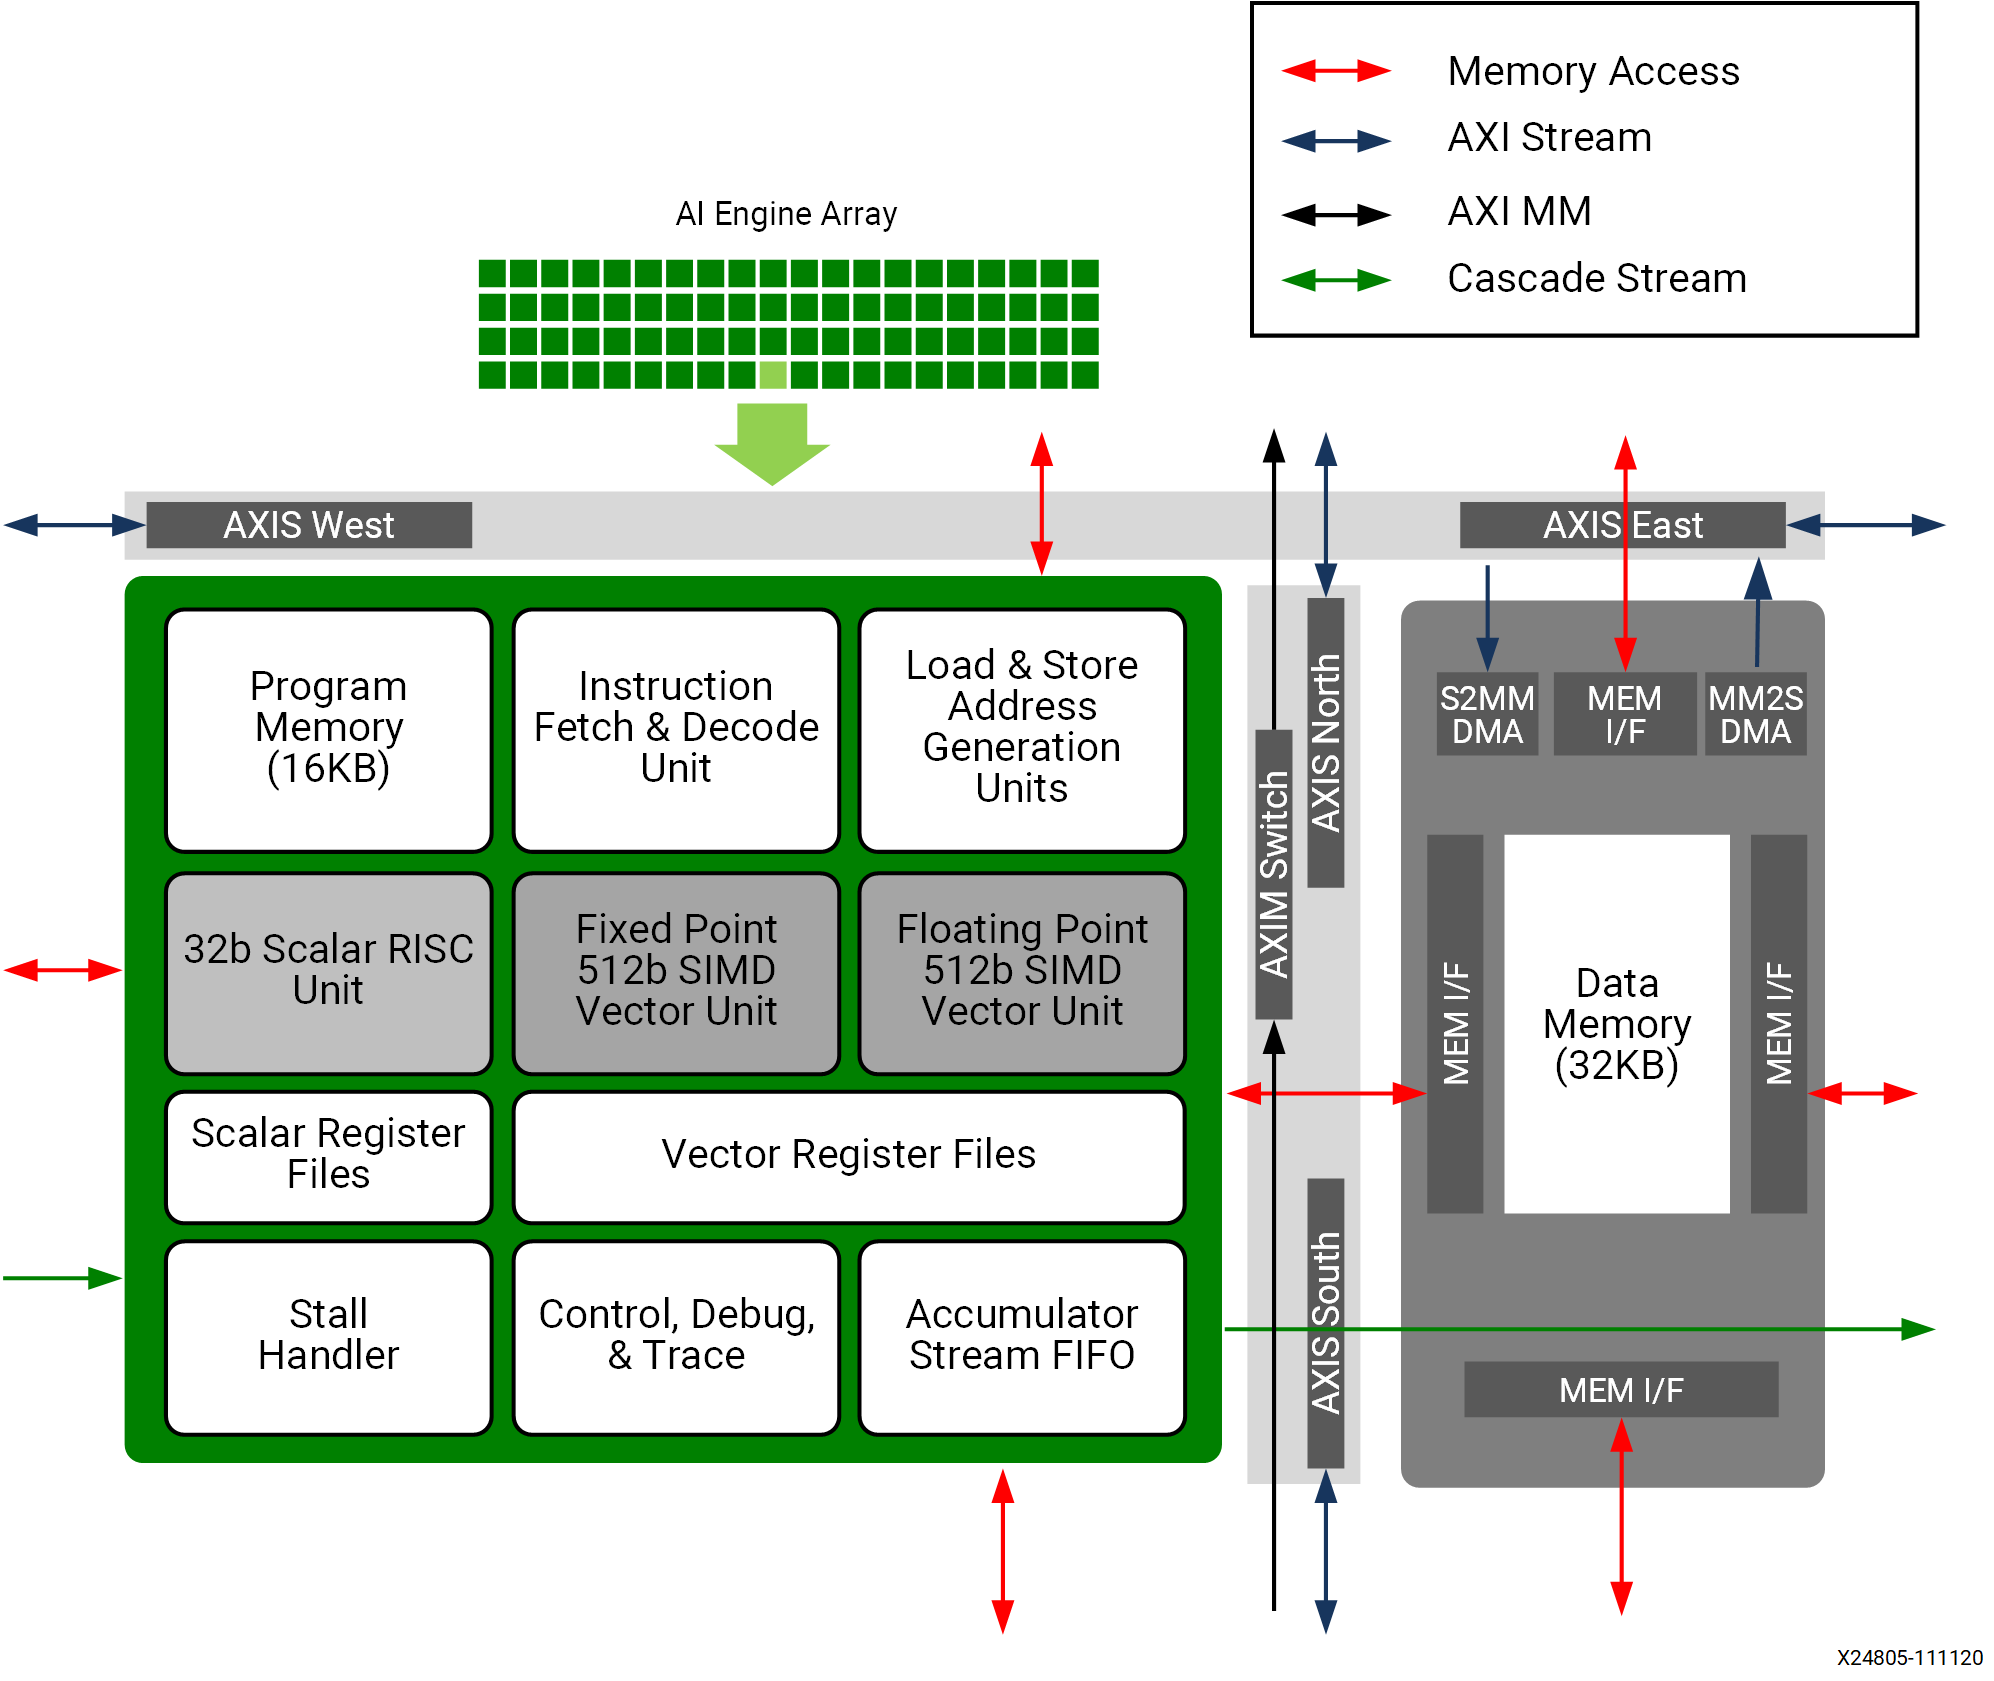 Memory Access
AXI Stream
AXI MM
Cascade Stream
AI Engine Array
AXIS West
AXIS East
Program
Memory
(16KB)
Instruction
Fetch & Decode
Unit
Load & Store
Address
Generation
Units
32b Scalar RISC
Unit
Fixed Point
512b SIMD
Vector Unit
Floating Point
512b SIMD
Vector Unit
Scalar Register
Files
Vector Register Files
Stall
Handler
Control, Debug,
& Trace
Accumulator
Stream FIFO
AXIM Switch
AXIS North
AXIS South
S2MM
DMA
MEM
I/F
MM2S
DMA
MEM I/F
Data
Memory
(32KB)
MEM I/F
MEM I/F
X24805-111120